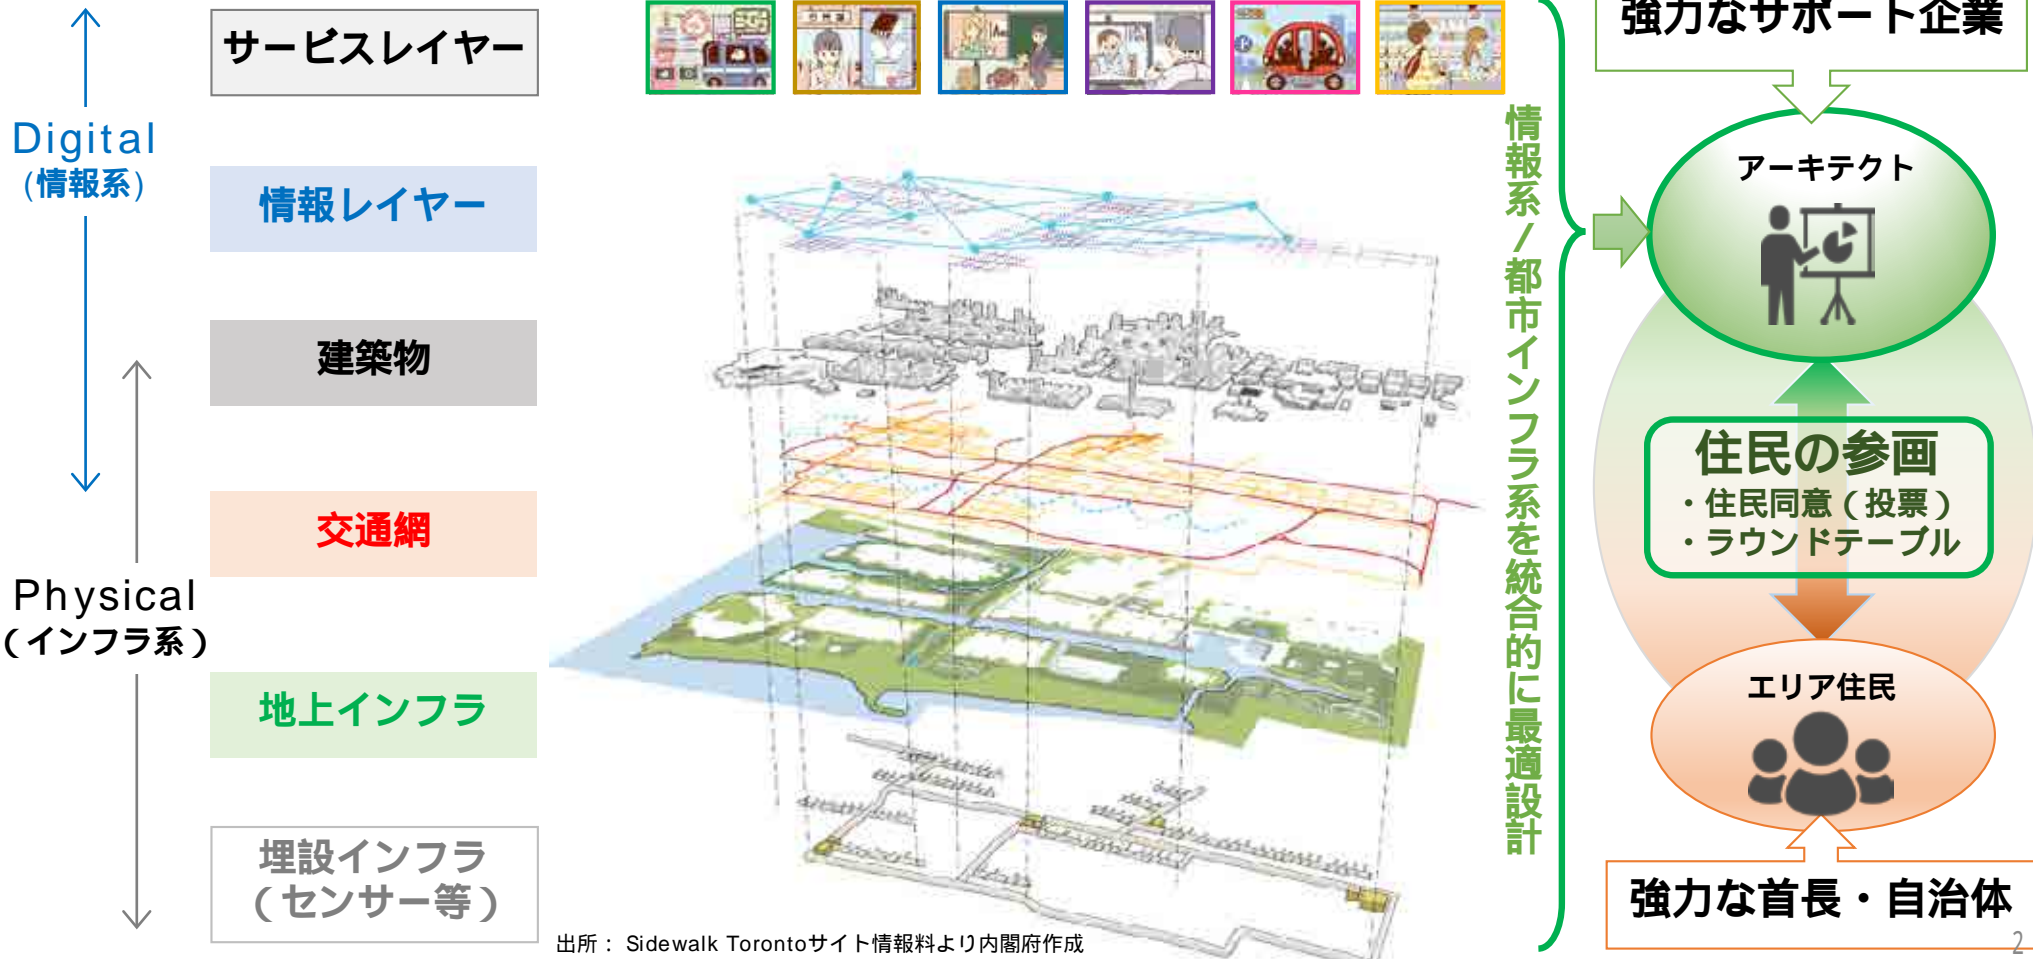 サービスレイヤー
Digital
(情報系)
情報レイヤー
建築物
交通網
Physical
(インフラ系)
地上インフラ
埋設インフラ
(センサー等)
出所： Sidewalk Torontoサイト情報料より内閣府作成
情報系/都市インフラ系を統合的に最適設計
強力なサポート企業
アーキテクト
住民の参画
・住民同意(投票)
・ラウンドテーブル
エリア住民
強力な首長・自治体
2